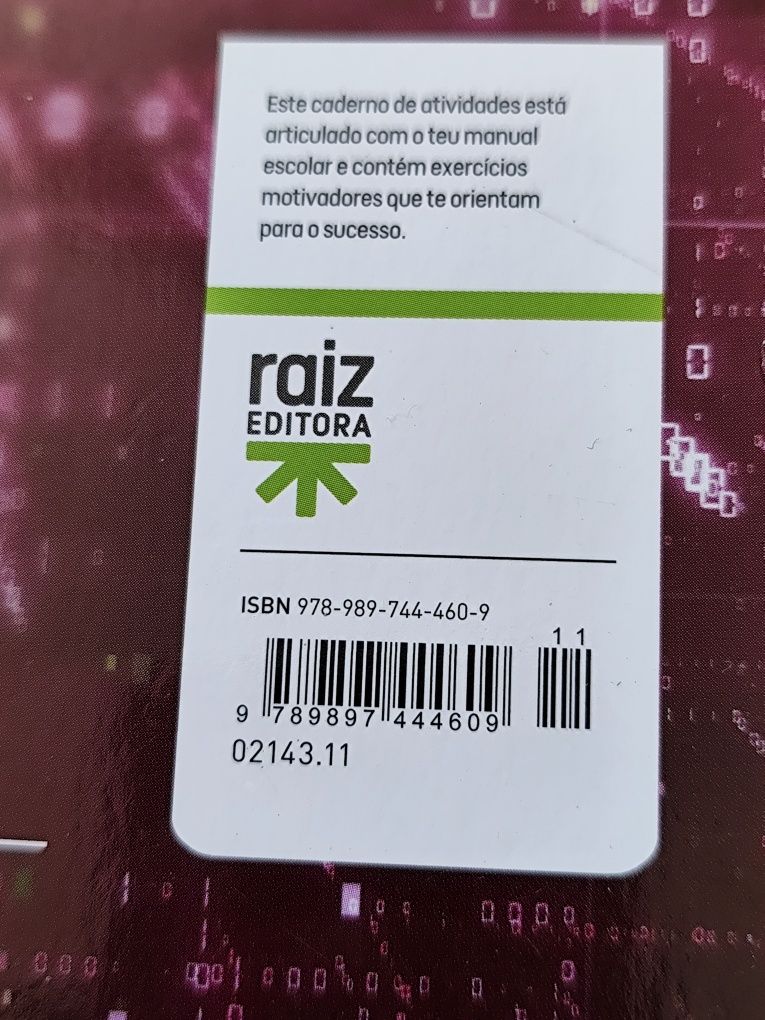 Este caderno de atividades está
articulado com o teu manual
escolar e contém exercícios
motivadores que te orientam
para o sucesso.
raiz
EDITORA
ISBN 978-989-744-460-9
11
9 789897 444609
02143.11